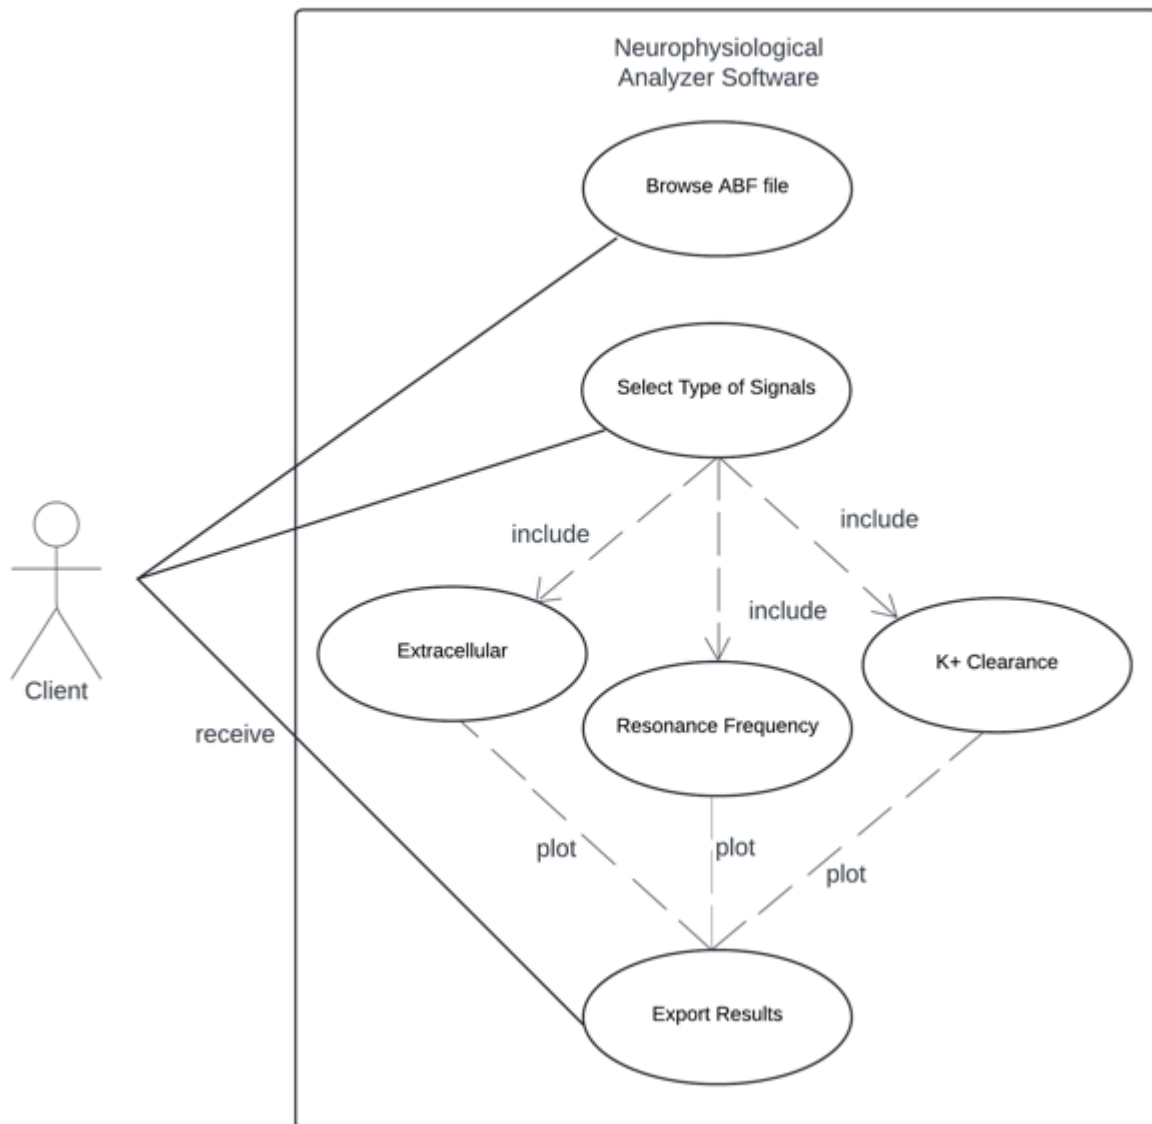 Neurophysiological
Analyzer Software
Browse ABF file
Select Type of Signals
include
include
include
Extracellular
K+ Clearance
Resonance Frequency
Client
receive
plot
plot
plot
Export Results